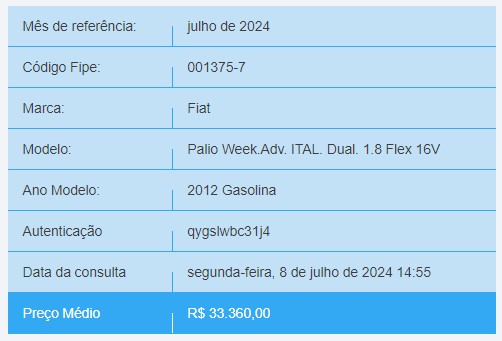 Mês de referência: julho de 2024
Código Fipe: 001375-7
Marca: Fiat
Modelo: Palio Week.Adv. ITAL. Dual. 1.8 Flex 16V
Ano Modelo: 2012 Gasolina
Autenticação qygslwbc31j4
Data da consulta segunda-feira, 8 de julho de 2024 14:55
Preço Médio R$ 33.360,00